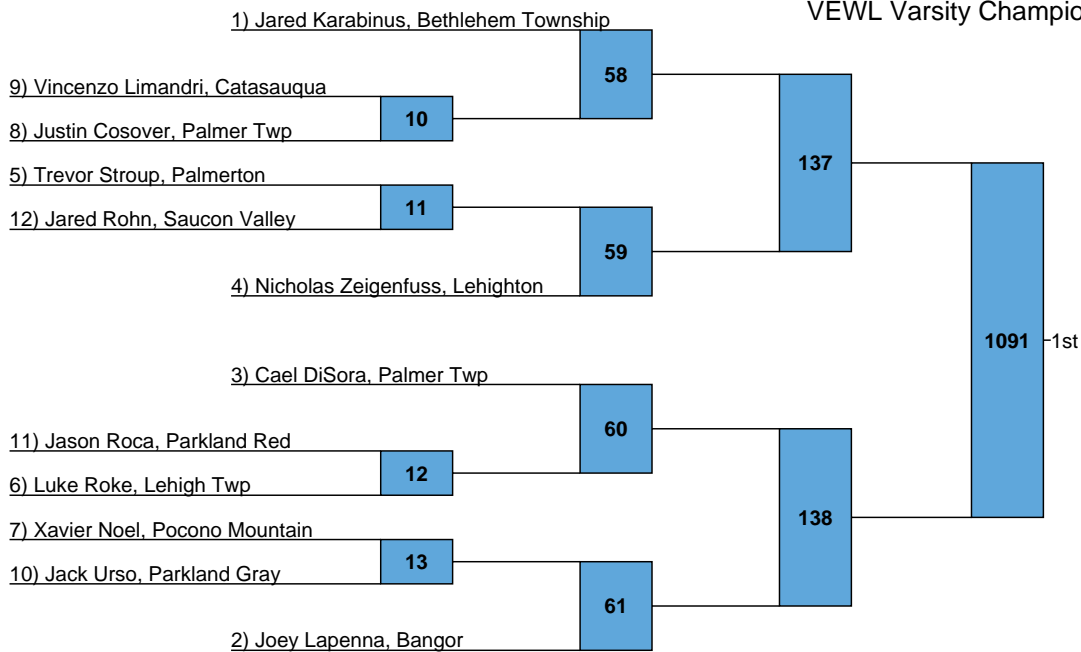 VEWL Varsity Champio
1) Jared Karabinus, Bethlehem Township
58
9) Vincenzo Limandri, Catasauqua
10
8) Justin Cosover, Palmer Twp
137
5) Trevor Stroup, Palmerton
11
12) Jared Rohn, Saucon Valley
59
4) Nicholas Zeigenfuss, Lehighton
1091
1st
3) Cael DiSora, Palmer Twp
60
11) Jason Roca, Parkland Red
12
6) Luke Roke, Lehigh Twp
138
7) Xavier Noel, Pocono Mountain
13
10) Jack Urso, Parkland Gray
61
2) Joey Lapenna, Bangor